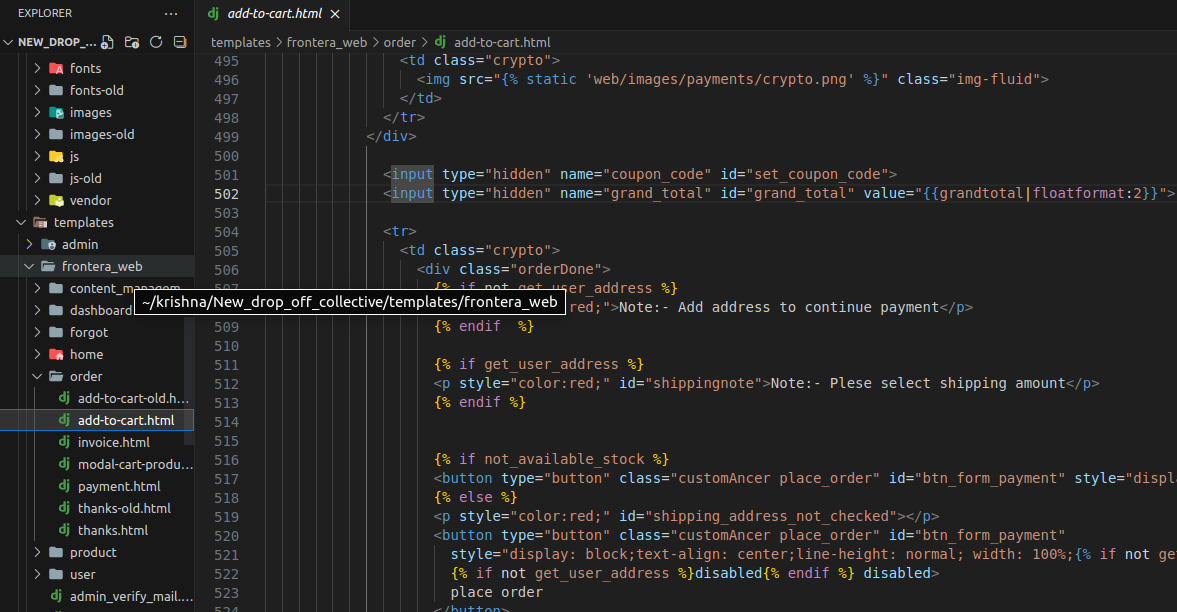 EXPLORER
NEW_DROP_...
fonts
fonts-old
images
images-old
js
js-old
vendor
templates
admin
frontera_web
dashboard
forgot
home
order
add-to-cart-old.h...
add-to-cart.html
invoice.html
modal-cart-produ...
payment.html
thanks-old.html
thanks.html
product
user
admin_verify_mail....
~/krishna/New_drop_off_collective/templates/frontera_web
add-to-cart.html
templates > frontera_web > order > add-to-cart.html
495 <td class="crypto">
496 <img src="{% static 'web/images/payments/crypto.png' %}" class="img-fluid">
497 </td>
498 </tr>
499 </div>
500
501 <input type="hidden" name="coupon_code" id="set_coupon_code">
502 <input type="hidden" name="grand_total" id="grand_total" value="{{grandtotal|floatformat:2}}">
503
504 <tr>
505 <td class="crypto">
506 <div class="orderDone">
{% if not get_user_address %}
red;">Note:- Add address to continue payment</p>
509 {% endif %}
510
511 {% if get_user_address %}
512 <p style="color:red;" id="shippingnote">Note:- Plese select shipping amount</p>
513 {% endif %}
514
515
516 {% if not_available_stock %}
517 <button type="button" class="customAncer place_order" id="btn_form_payment" style="displ
518 {% else %}
519 <p style="color:red;" id="shipping_address_not_checked"></p>
520 <button type="button" class="customAncer place_order" id="btn_form_payment"
521 style="display: block;text-align: center;line-height: normal; width: 100%;{% if not get
522 {% if not get_user_address %}disabled{% endif %} disabled>
523 place order
524 </button>